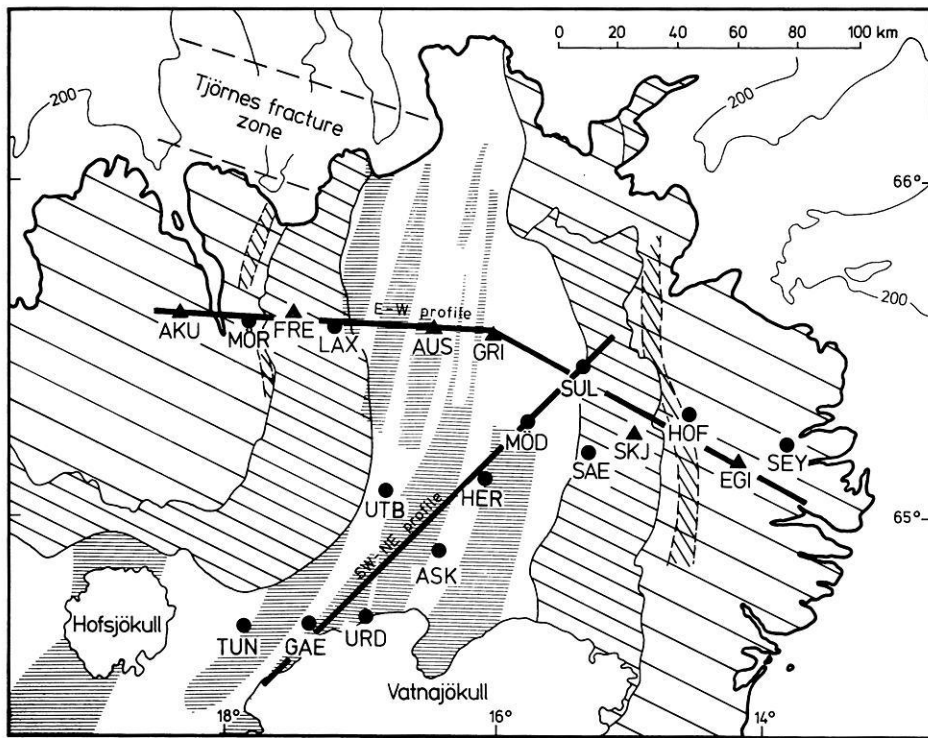 0 20 40 60 80 100 km
200
Tjörnes fracture
zone
200
66°
200
E-W profile
AKU
MÖR
FRE
LAX
AUS
GRI
SUL
MÖD
HOF
SKJ
SAE
EGI
SEY
UTB
HER
65°
SW-NE profile
ASK
Hofsjökull
TUN
GAE
URD
Vatnajökull
18°
16°
14°